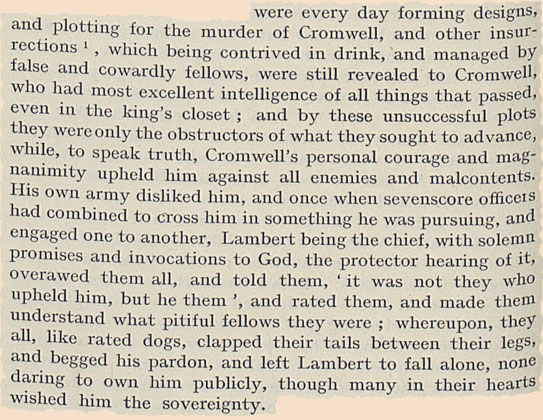 were every day forming designs,
and plotting for the murder of Cromwell, and other insur-
rections ¹, which being contrived in drink, and managed by
false and cowardly fellows, were still revealed to Cromwell,
who had most excellent intelligence of all things that passed,
even in the king's closet ; and by these unsuccessful plots
they were only the obstructors of what they sought to advance,
while, to speak truth, Cromwell's personal courage and mag-
nanimity upheld him against all enemies and malcontents.
His own army disliked him, and once when sevenscore officers
had combined to cross him in something he was pursuing, and
engaged one to another, Lambert being the chief, with solemn
promises and invocations to God, the protector hearing of it,
overawed them all, and told them, ‘ it was not they who
upheld him, but he them ’, and rated them, and made them
understand what pitiful fellows they were ; whereupon, they
all, like rated dogs, clapped their tails between their legs,
and begged his pardon, and left Lambert to fall alone, none
daring to own him publicly, though many in their hearts
wished him the sovereignty.